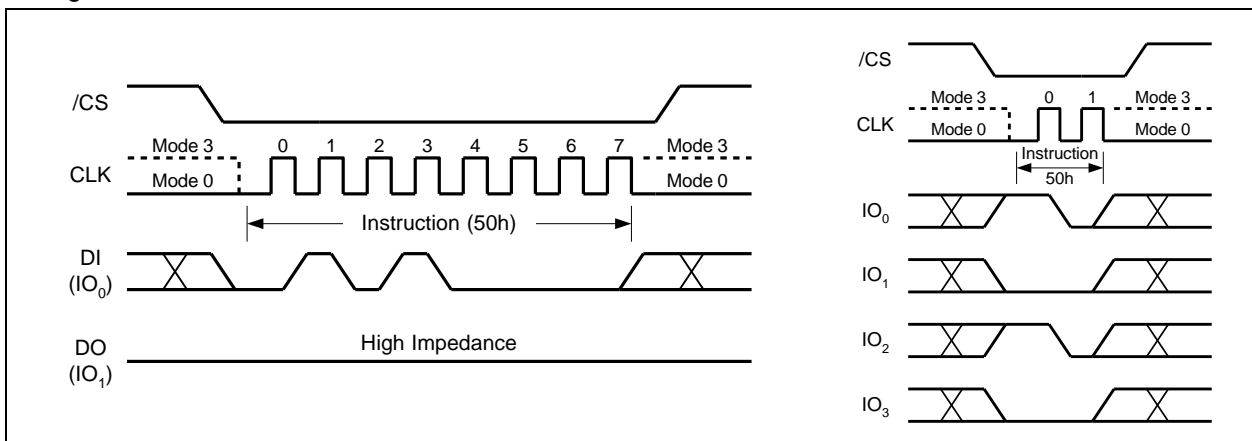 /CS
Mode 3 0 1 2 3 4 5 6 7 Mode 3
CLK Mode 0 Mode 0
Instruction (50h)
DI
(IO0)
High Impedance
DO
(IO1)
/CS
Mode 3 0 1 Mode 3
CLK Mode 0 Mode 0
Instruction
50h
IO0
IO1
IO2
IO3